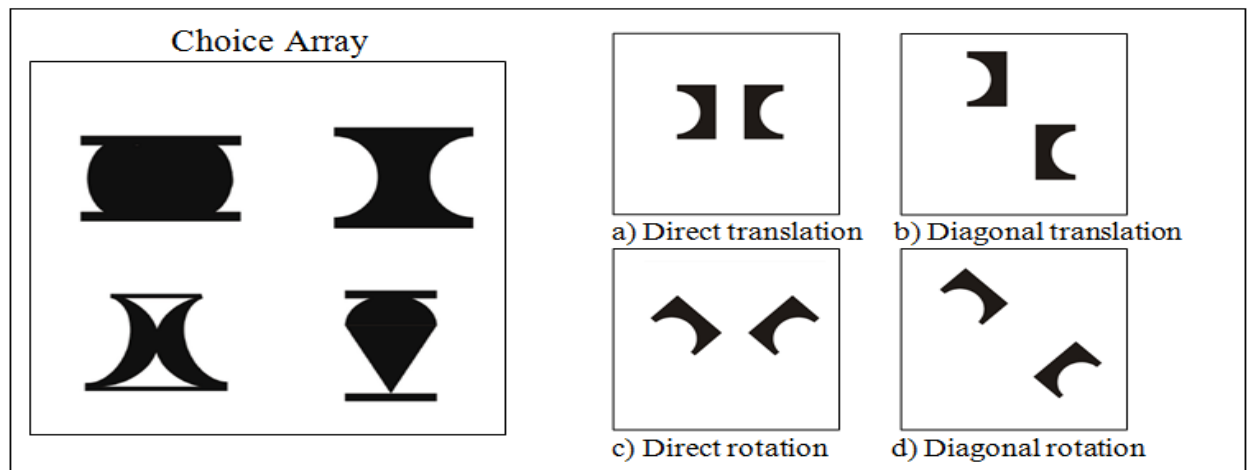 Choice Array
a) Direct translation
b) Diagonal translation
c) Direct rotation
d) Diagonal rotation